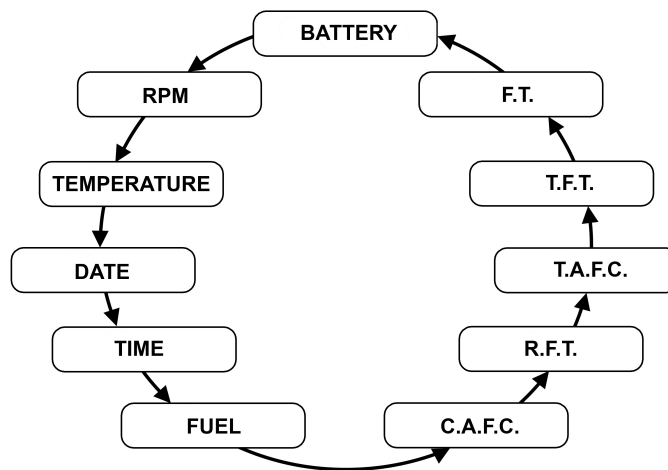 BATTERY
RPM
F.T.
TEMPERATURE
T.F.T.
DATE
T.A.F.C.
TIME
R.F.T.
FUEL
C.A.F.C.